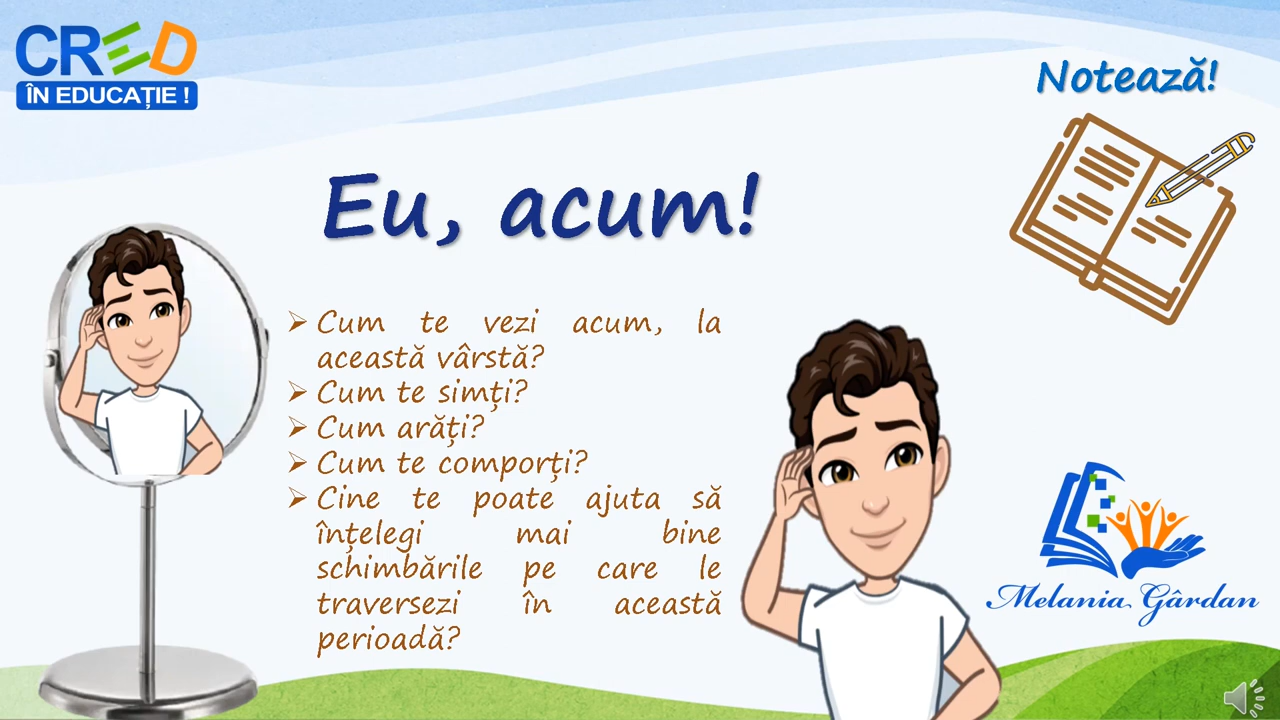 CRED
ÎN EDUCAȚIE !
Notează!
Eu, acum!
➢ Cum te vezi acum, la
această vârstă?
➢ Cum te simți?
➢ Cum arăți?
➢ Cum te comporți?
➢ Cine te poate ajuta să
înțelegi mai bine
schimbările pe care le
traversezi în această
perioadă?
Melania Gârdan